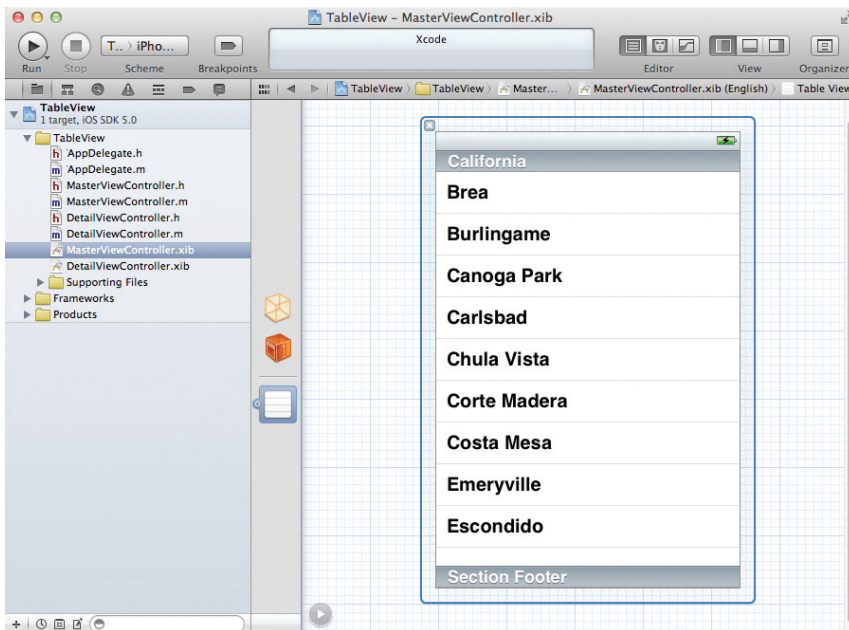 TableView – MasterViewController.xib
T.. 〉 iPho...
Xcode
Run Stop Scheme Breakpoints Editor View Organizer
TableView 〉 TableView 〉 Master... 〉 MasterViewController.xib (English) 〉 Table View
TableView
1 target, iOS SDK 5.0
TableView
h AppDelegate.h
m AppDelegate.m
h MasterViewController.h
m MasterViewController.m
h DetailViewController.h
m DetailViewController.m
MasterViewController.xib
DetailViewController.xib
Supporting Files
Frameworks
Products
California
Brea
Burlingame
Canoga Park
Carlsbad
Chula Vista
Corte Madera
Costa Mesa
Emeryville
Escondido
Section Footer